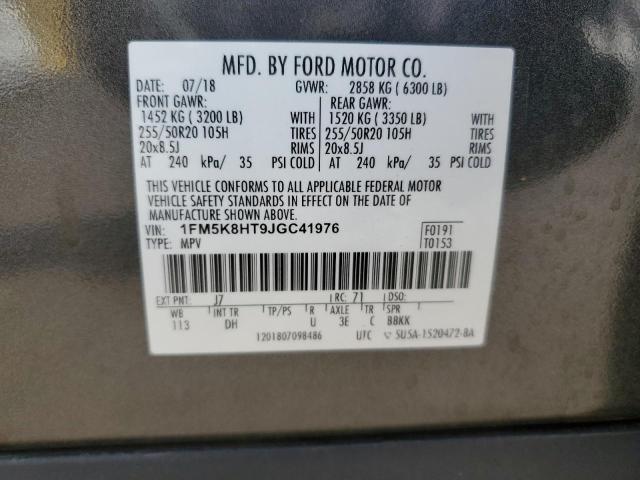 MFD. BY FORD MOTOR CO.
DATE: 07/18 GVWR: 2858 KG ( 6300 LB)
FRONT GAWR: REAR GAWR:
1452 KG ( 3200 LB) WITH 1520 KG ( 3350 LB) WITH
255/50R20 105H TIRES 255/50R20 105H TIRES
20x8.5J RIMS 20x8.5J RIMS
AT 240 kPa/ 35 PSI COLD AT 240 kPa/ 35 PSI COLD
THIS VEHICLE CONFORMS TO ALL APPLICABLE FEDERAL MOTOR
VEHICLE SAFETY STANDARDS IN EFFECT ON THE DATE OF
MANUFACTURE SHOWN ABOVE.
VIN: 1FM5K8HT9JGC41976 F0191
TYPE: MPV T0153
EXT PNT: J7 RC: 71 DSO:
WB INT TR TP/PS R AXLE TR SPR
113 DH U 3E C BBKK
1201807098486 UTC SU5A-1520472-BA